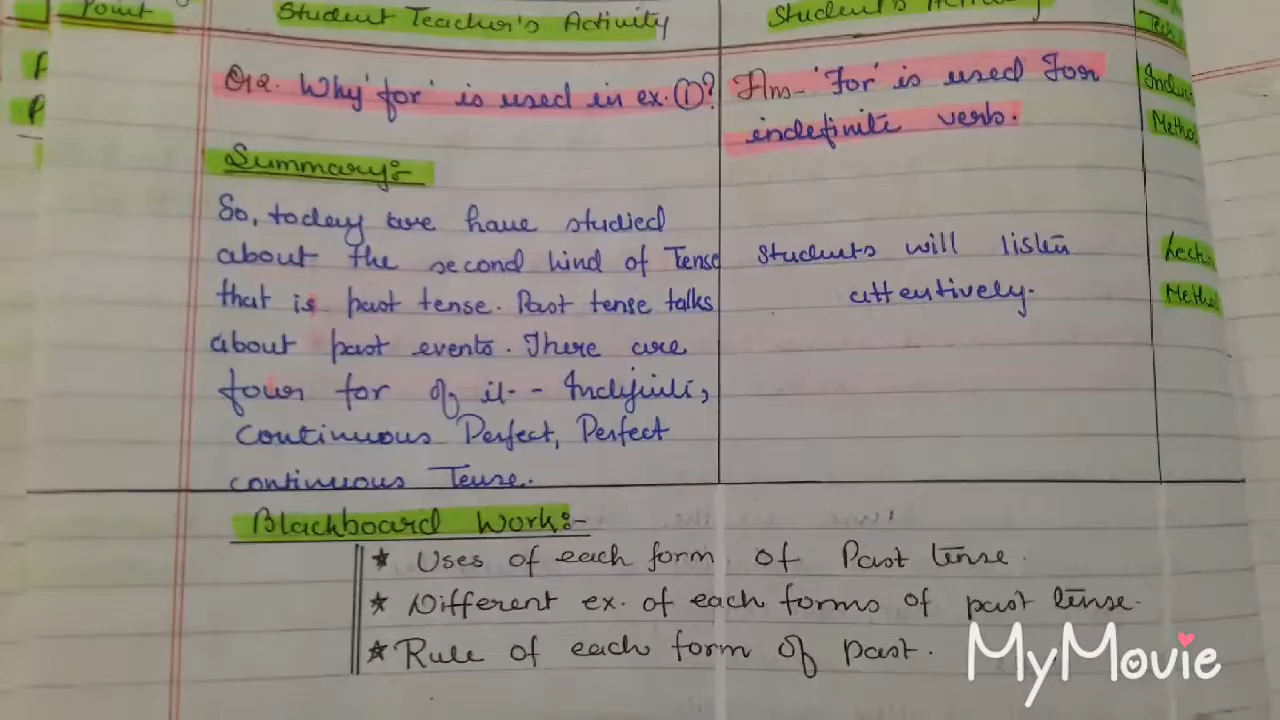 Point
Student Teacher's Activity
Student's
Q2. Why 'for' is used in ex. ①?
Ans- 'For' is used For
indefinite verb.
Method
Summary:-
So, today we have studied
about the second kind of Tense
that is past tense. Past tense talks
about past events. There are
four for of it - Indefinite,
continuous Perfect, Perfect
continuous Tense.
Students will listen
attentively.
Blackboard Work:-
* Uses of each form of Past tense.
* Different ex. of each forms of past tense.
* Rule of each form of past.
MyMovie